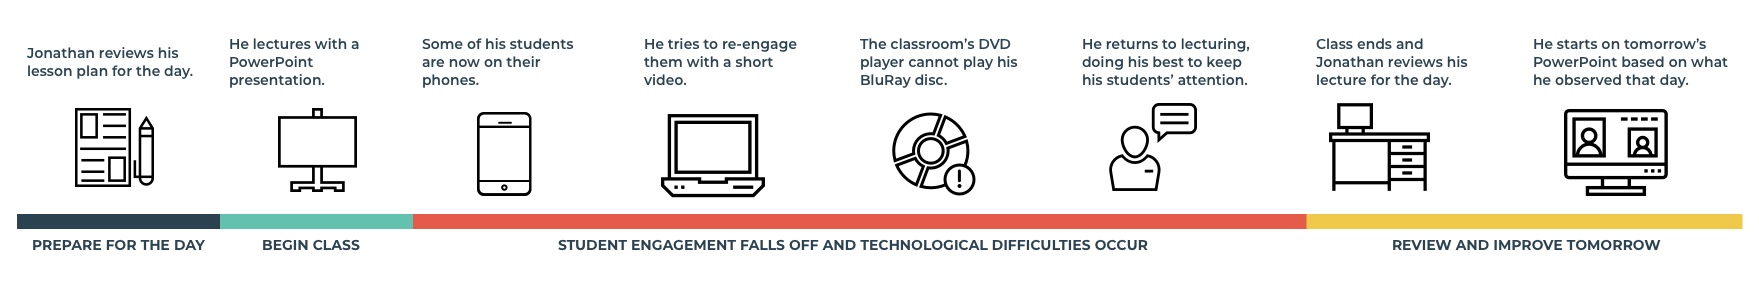 Jonathan reviews his
lesson plan for the day.
He lectures with a
PowerPoint
presentation.
Some of his students
are now on their
phones.
He tries to re-engage
them with a short
video.
The classroom's DVD
player cannot play his
BluRay disc.
He returns to lecturing,
doing his best to keep
his students' attention.
Class ends and
Jonathan reviews his
lecture for the day.
He starts on tomorrow's
PowerPoint based on what
he observed that day.
PREPARE FOR THE DAY
BEGIN CLASS
STUDENT ENGAGEMENT FALLS OFF AND TECHNOLOGICAL DIFFICULTIES OCCUR
REVIEW AND IMPROVE TOMORROW